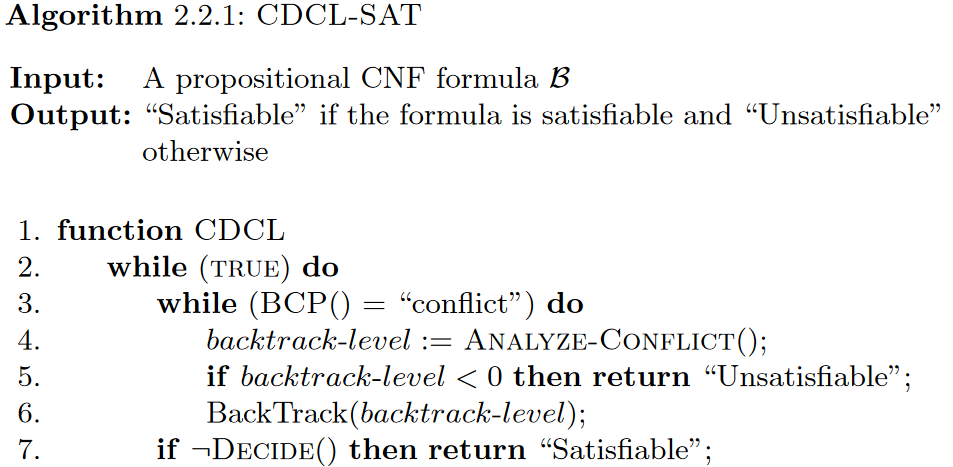 Algorithm 2.2.1: CDCL-SAT
Input: A propositional CNF formula ℬ
Output: “Satisfiable” if the formula is satisfiable and “Unsatisfiable”
otherwise
1. function CDCL
2. while (TRUE) do
3. while (BCP() = “conflict”) do
4. backtrack-level := ANALYZE-CONFLICT();
5. if backtrack-level < 0 then return “Unsatisfiable”;
6. BackTrack(backtrack-level);
7. if ¬DECIDE() then return “Satisfiable”;